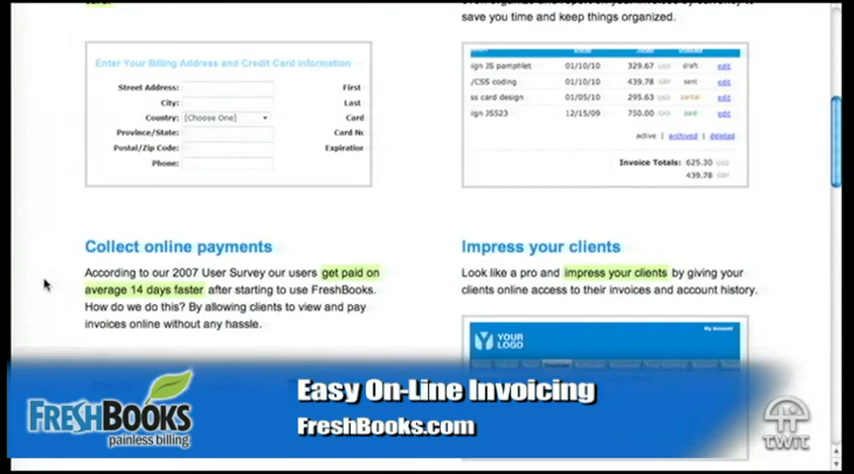 save you time and keep things organized.
Enter Your Billing Address and Credit Card Information
Street Address:
First
City:
Last
Country: [Choose One]
Card
Province/State:
Card Nu
Postal/Zip Code:
Expiration
Phone:
ign JS pamphlet 01/10/10 329.67 USD draft edit
/CSS coding 01/10/10 439.78 GBP sent edit
ss card design 01/05/10 295.63 USD partial edit
ign JS523 12/15/09 750.00 paid edit
active | archived | deleted
Invoice Totals: 625.30 USD
439.78 GBP
Collect online payments
According to our 2007 User Survey our users get paid on
average 14 days faster after starting to use FreshBooks.
How do we do this? By allowing clients to view and pay
invoices online without any hassle.
Impress your clients
Look like a pro and impress your clients by giving your
clients online access to their invoices and account history.
YOUR
LOGO
My Account
Invoices
FRESHBOOKS
painless billing
Easy On-Line Invoicing
FreshBooks.com
TWiT